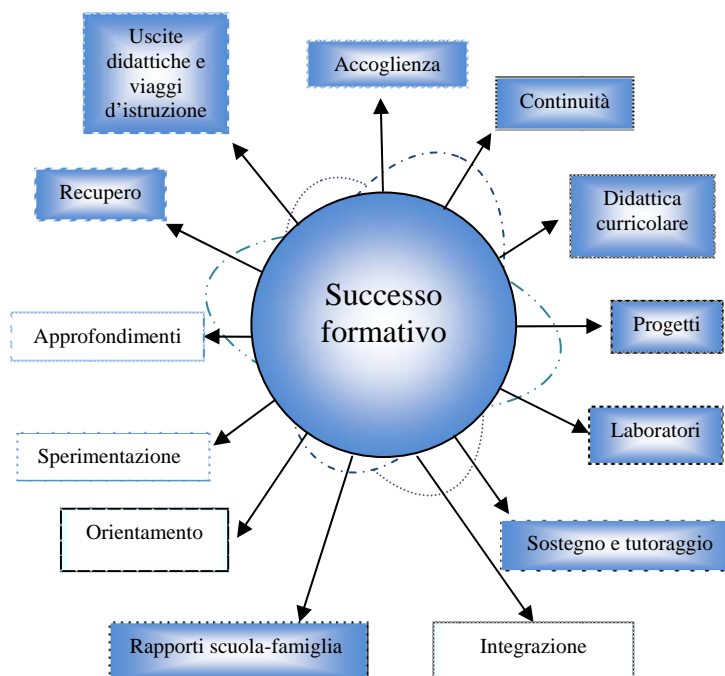 Uscite
didattiche e
viaggi
d’istruzione
Accoglienza
Continuità
Recupero
Didattica
curricolare
Successo
formativo
Approfondimenti
Progetti
Laboratori
Sperimentazione
Orientamento
Sostegno e tutoraggio
Rapporti scuola-famiglia
Integrazione